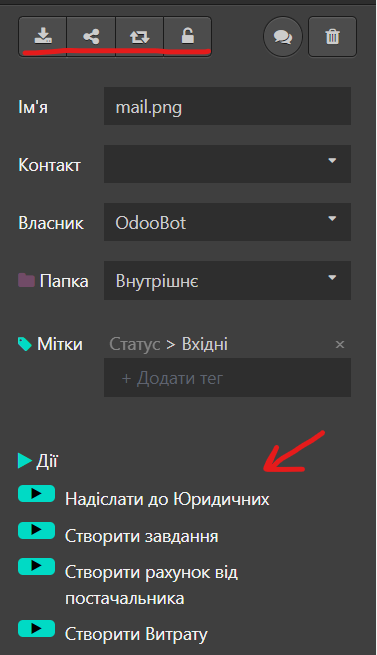 Ім'я mail.png
Контакт
Власник OdooBot
Папка Внутрішнє
Мітки Статус > Вхідні ×
+ Додати тег
Дії
Надіслати до Юридичних
Створити завдання
Створити рахунок від
постачальника
Створити Витрату